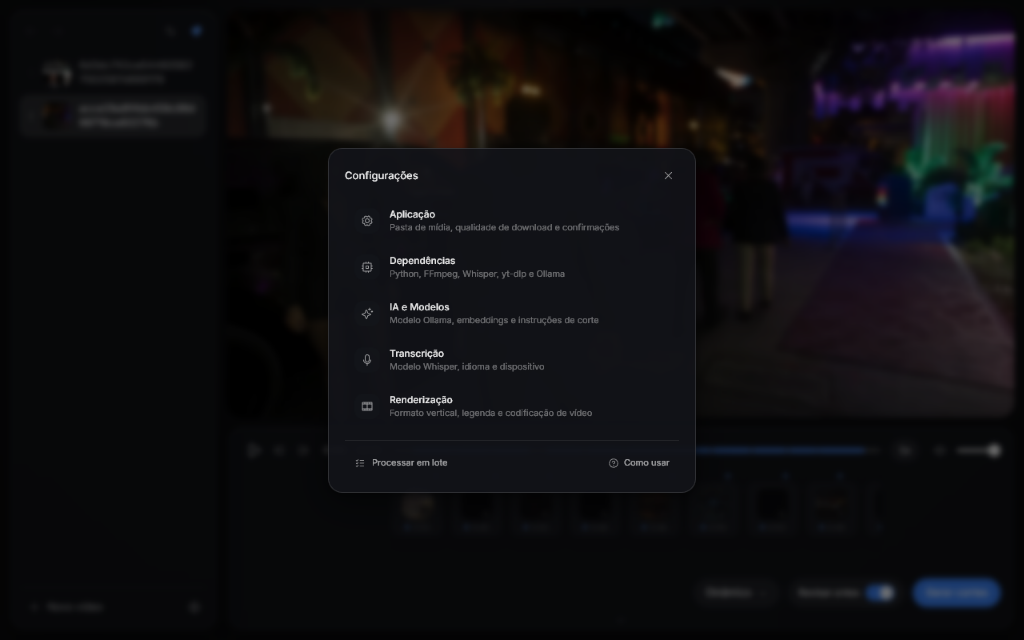 Configurações
Aplicação
Pasta de mídia, qualidade de download e confirmações
Dependências
Python, FFmpeg, Whisper, yt-dlp e Ollama
IA e Modelos
Modelo Ollama, embeddings e instruções de corte
Transcrição
Modelo Whisper, idioma e dispositivo
Renderização
Formato vertical, legenda e codificação de vídeo
Processar em lote
Como usar